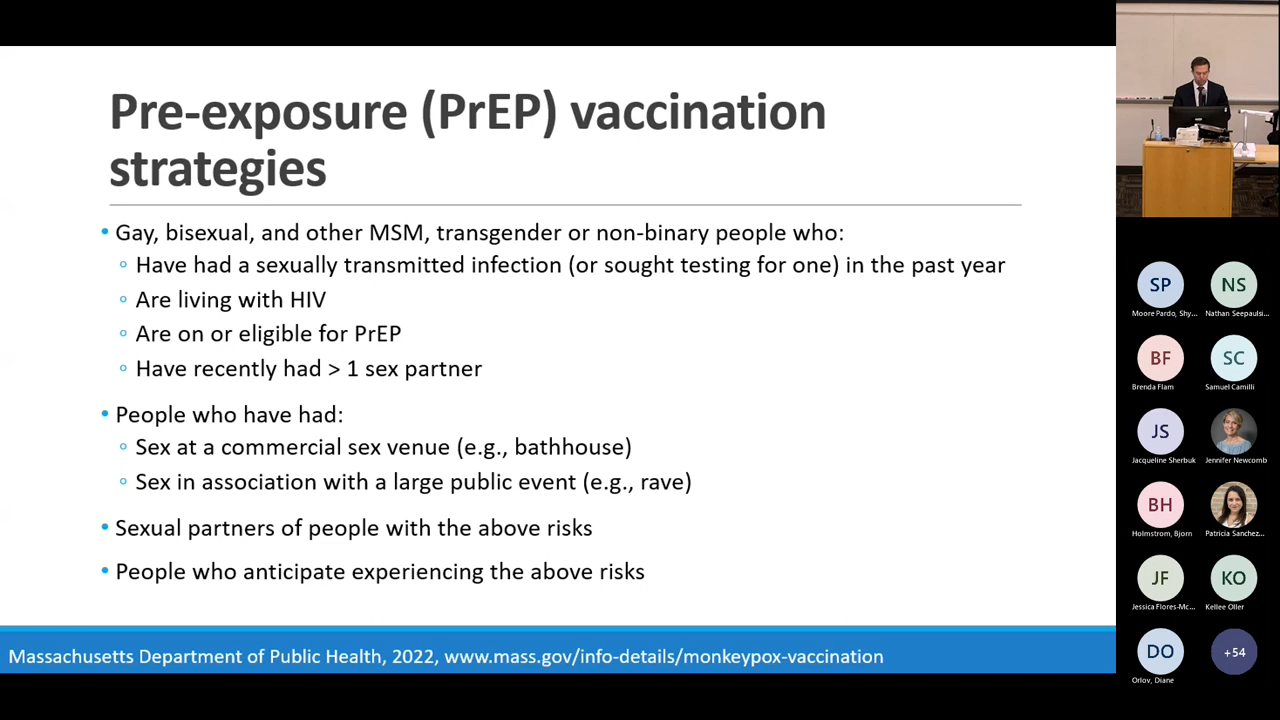 Pre-exposure (PrEP) vaccination
strategies
• Gay, bisexual, and other MSM, transgender or non-binary people who:
◦ Have had a sexually transmitted infection (or sought testing for one) in the past year
◦ Are living with HIV
◦ Are on or eligible for PrEP
◦ Have recently had > 1 sex partner
• People who have had:
◦ Sex at a commercial sex venue (e.g., bathhouse)
◦ Sex in association with a large public event (e.g., rave)
• Sexual partners of people with the above risks
• People who anticipate experiencing the above risks
Massachusetts Department of Public Health, 2022, www.mass.gov/info-details/monkeypox-vaccination
SP
NS
Moore Pardo, Shy...
Nathan Seepaulsi...
BF
SC
Brenda Flam
Samuel Camilli
JS
Jacqueline Sherbuk
Jennifer Newcomb
BH
Holmstrom, Bjorn
Patricia Sanchez...
JF
KO
Jessica Flores-Mc...
Kellee Oller
DO
+54
Orlov, Diane